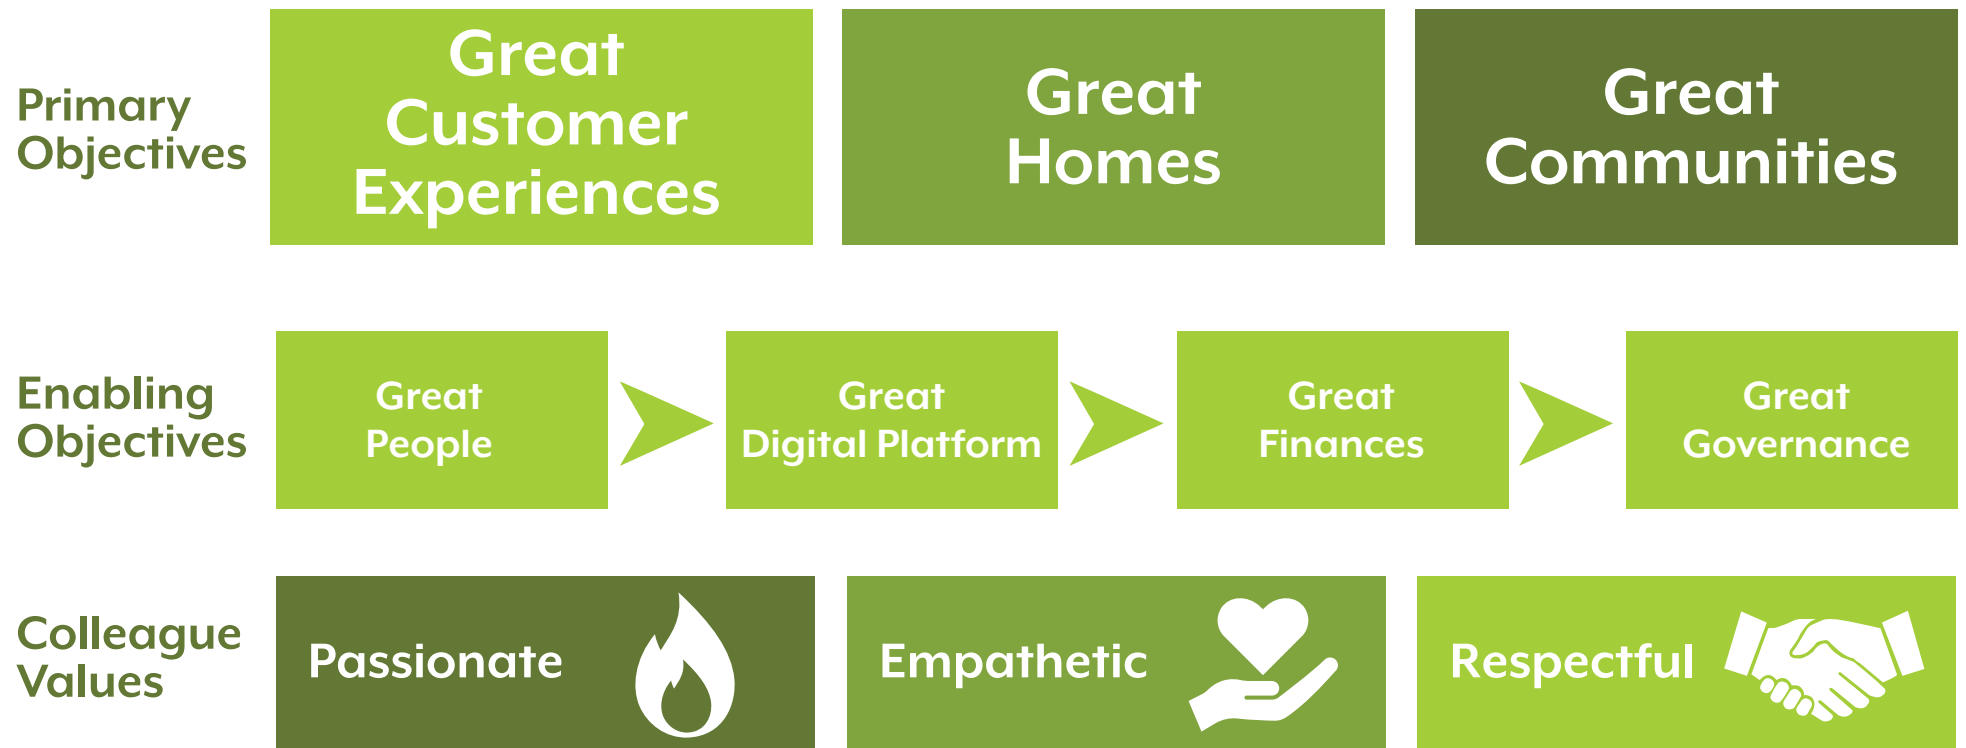 Primary
Objectives
Great
Customer
Experiences
Great
Homes
Great
Communities
Enabling
Objectives
Great
People
Great
Digital Platform
Great
Finances
Great
Governance
Colleague
Values
Passionate
Empathetic
Respectful